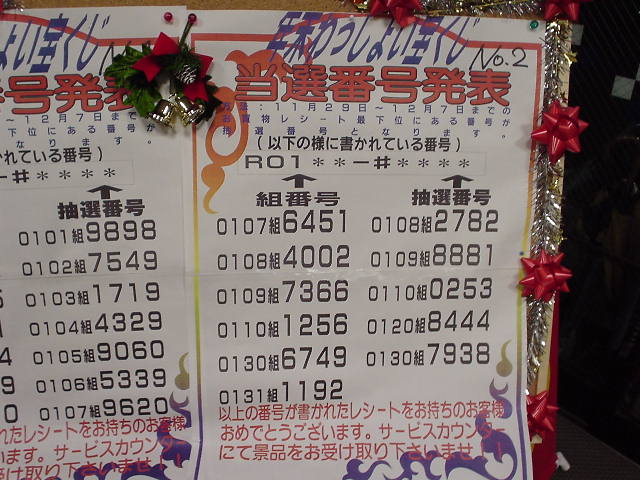 年末わっしょい宝くじ
No.2
当選番号発表
方法:11月29日～12月7日までの
お買物レシート最下位にある番号が
抽選番号となります。
(以下の様に書かれている番号)
R01**-#****
組番号 抽選番号
0107組6451 0108組2782
0108組4002 0109組8881
0109組7366 0110組0253
0110組1256 0120組8444
0130組6749 0130組7938
0131組1192
以上の番号が書かれたレシートをお持ちのお客様
おめでとうございます。サービスカウンター
にて景品をお受け取り下さいませ!!
しょい宝くじ
号発表
～12月7日まで
下位にある番号が
なります。
かれている番号)
-#****
抽選番号
0101組9898
0102組7549
0103組1719
0104組4329
0105組9060
0106組5339
0107組9620
れたレシートをお持ちのお客様
います。サービスカウンター
受け取り下さいませ!!